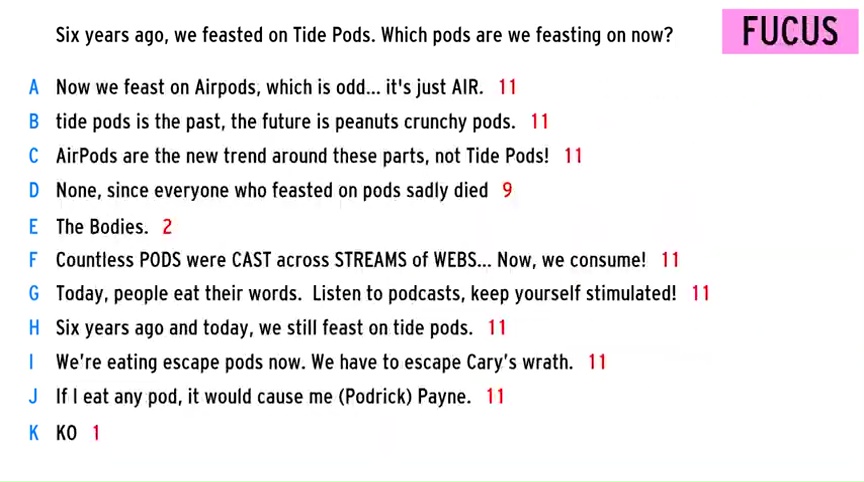 Six years ago, we feasted on Tide Pods. Which pods are we feasting on now?
FUCUS
A Now we feast on Airpods, which is odd... it's just AIR. 11
B tide pods is the past, the future is peanuts crunchy pods. 11
C AirPods are the new trend around these parts, not Tide Pods! 11
D None, since everyone who feasted on pods sadly died 9
E The Bodies. 2
F Countless PODS were CAST across STREAMS of WEBS... Now, we consume! 11
G Today, people eat their words. Listen to podcasts, keep yourself stimulated! 11
H Six years ago and today, we still feast on tide pods. 11
I We're eating escape pods now. We have to escape Cary's wrath. 11
J If I eat any pod, it would cause me (Podrick) Payne. 11
K KO 1